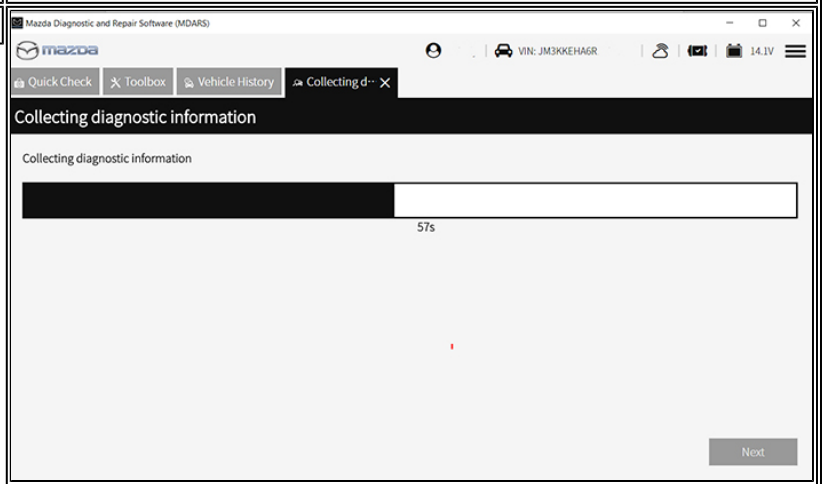 Mazda Diagnostic and Repair Software (MDARS)
mazda VIN: JM3KKEHA6R 14.1V
Quick Check Toolbox Vehicle History Collecting d··
Collecting diagnostic information
Collecting diagnostic information
57s
Next